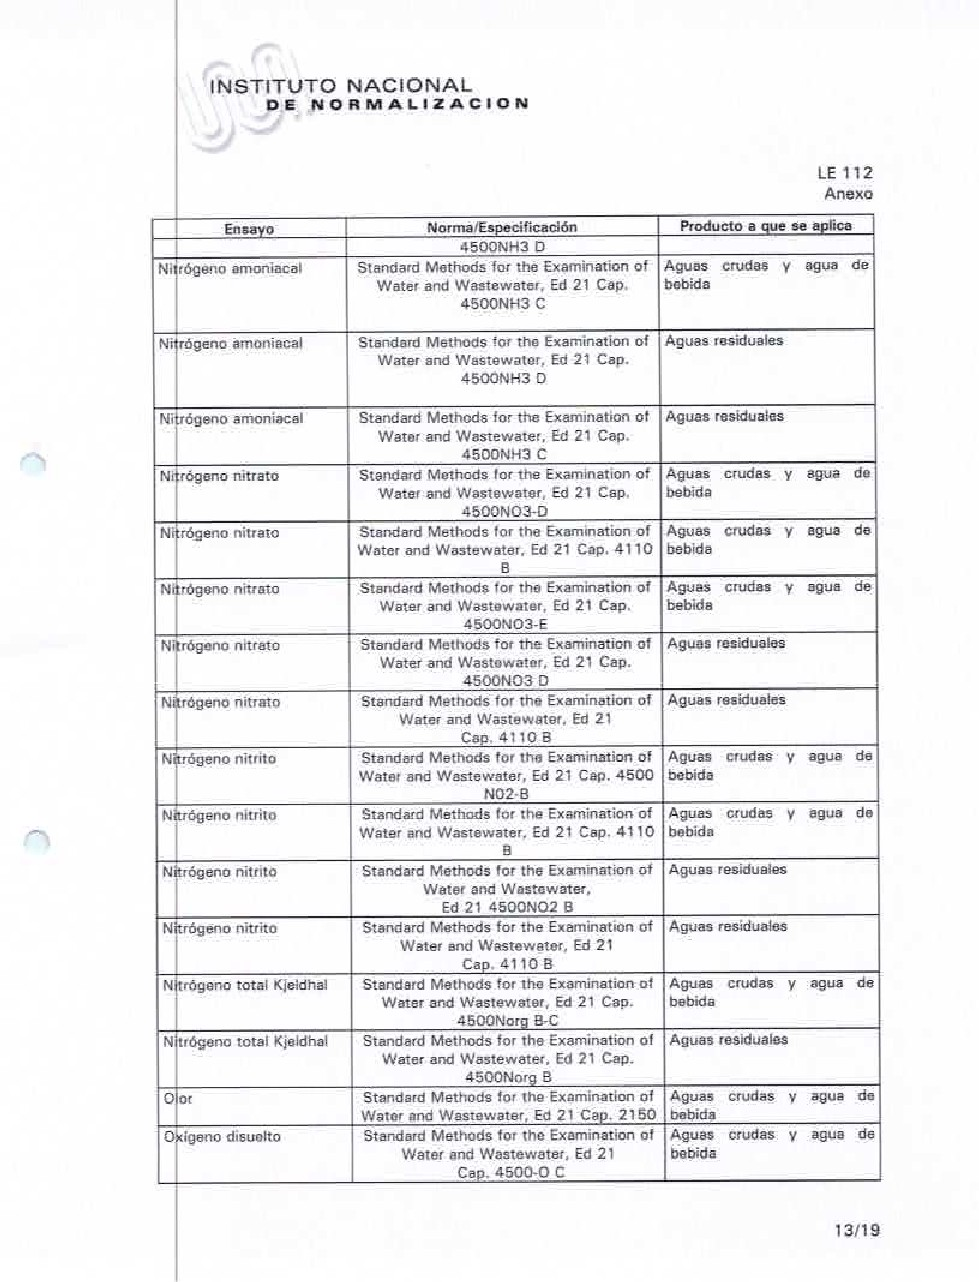 INSTITUTO NACIONAL
DE NORMALIZACION
LE 112
Anexo
Ensayo Norma/Especificación Producto a que se aplica
4500NH3 D
Nitrógeno amoniacal Standard Methods for the Examination of Aguas crudas y agua de
Water and Wastewater, Ed 21 Cap. bebida
4500NH3 C
Nitrógeno amoniacal Standard Methods for the Examination of Aguas residuales
Water and Wastewater, Ed 21 Cap.
4500NH3 D
Nitrógeno amoniacal Standard Methods for the Examination of Aguas residuales
Water and Wastewater, Ed 21 Cap.
4500NH3 C
Nitrógeno nitrato Standard Methods for the Examination of Aguas crudas y agua de
Water and Wastewater, Ed 21 Cap. bebida
4500NO3-D
Nitrógeno nitrato Standard Methods for the Examination of Aguas crudas y agua de
Water and Wastewater, Ed 21 Cap. 4110 bebida
B
Nitrógeno nitrato Standard Methods for the Examination of Aguas crudas y agua de
Water and Wastewater, Ed 21 Cap. bebida
4500NO3-E
Nitrógeno nitrato Standard Methods for the Examination of Aguas residuales
Water and Wastewater, Ed 21 Cap.
4500NO3 D
Nitrógeno nitrato Standard Methods for the Examination of Aguas residuales
Water and Wastewater, Ed 21
Cap. 4110 B
Nitrógeno nitrito Standard Methods for the Examination of Aguas crudas y agua de
Water and Wastewater, Ed 21 Cap. 4500 bebida
N02-B
Nitrógeno nitrito Standard Methods for the Examination of Aguas crudas y agua de
Water and Wastewater, Ed 21 Cap. 4110 bebida
B
Nitrógeno nitrito Standard Methods for the Examination of Aguas residuales
Water and Wastewater,
Ed 21 4500NO2 B
Nitrógeno nitrito Standard Methods for the Examination of Aguas residuales
Water and Wastewater, Ed 21
Cap. 4110 B
Nitrógeno total Kjeldhal Standard Methods for the Examination of Aguas crudas y agua de
Water and Wastewater, Ed 21 Cap. bebida
4500Norg B-C
Nitrógeno total Kjeldhal Standard Methods for the Examination of Aguas residuales
Water and Wastewater, Ed 21 Cap.
4500Norg B
Olor Standard Methods for the Examination of Aguas crudas y agua de
Water and Wastewater, Ed 21 Cap. 2150 bebida
Oxígeno disuelto Standard Methods for the Examination of Aguas crudas y agua de
Water and Wastewater, Ed 21 bebida
Cap. 4500-O C
13/19